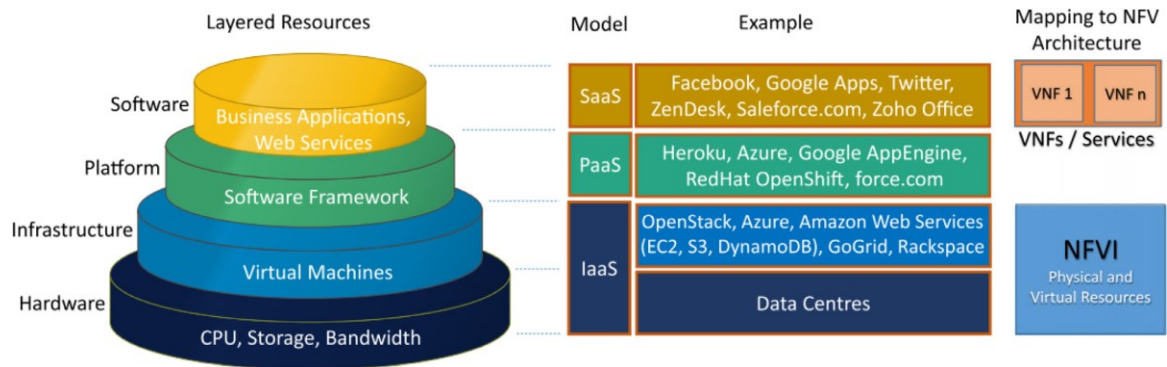 Layered Resources
Model
Example
Mapping to NFV
Architecture
Software
Business Applications,
Web Services
SaaS
Facebook, Google Apps, Twitter,
ZenDesk, Saleforce.com, Zoho Office
VNF 1
VNF n
VNFs / Services
Platform
Software Framework
PaaS
Heroku, Azure, Google AppEngine,
RedHat OpenShift, force.com
Infrastructure
Virtual Machines
IaaS
OpenStack, Azure, Amazon Web Services
(EC2, S3, DynamoDB), GoGrid, Rackspace
NFVI
Physical and
Virtual Resources
Hardware
CPU, Storage, Bandwidth
Data Centres